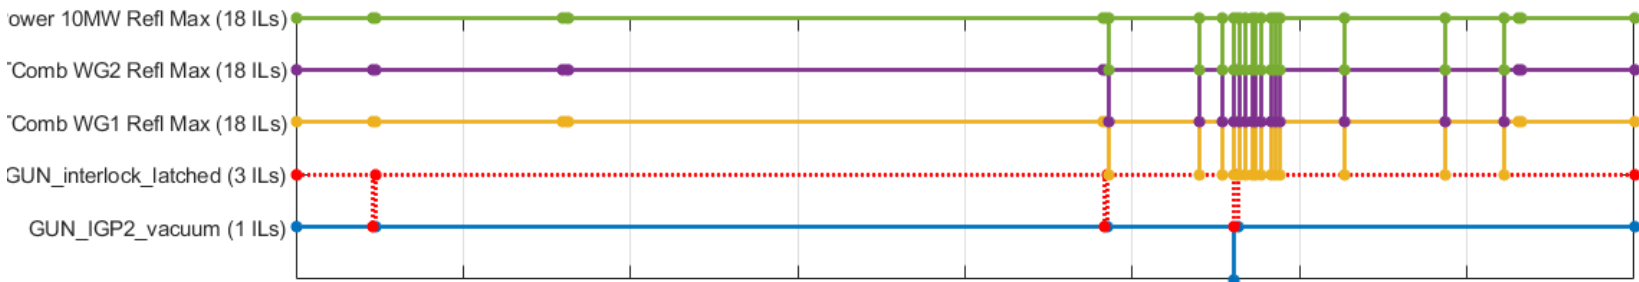 ower 10MW Refl Max (18 ILs)
Comb WG2 Refl Max (18 ILs)
Comb WG1 Refl Max (18 ILs)
GUN_interlock_latched (3 ILs)
GUN_IGP2_vacuum (1 ILs)